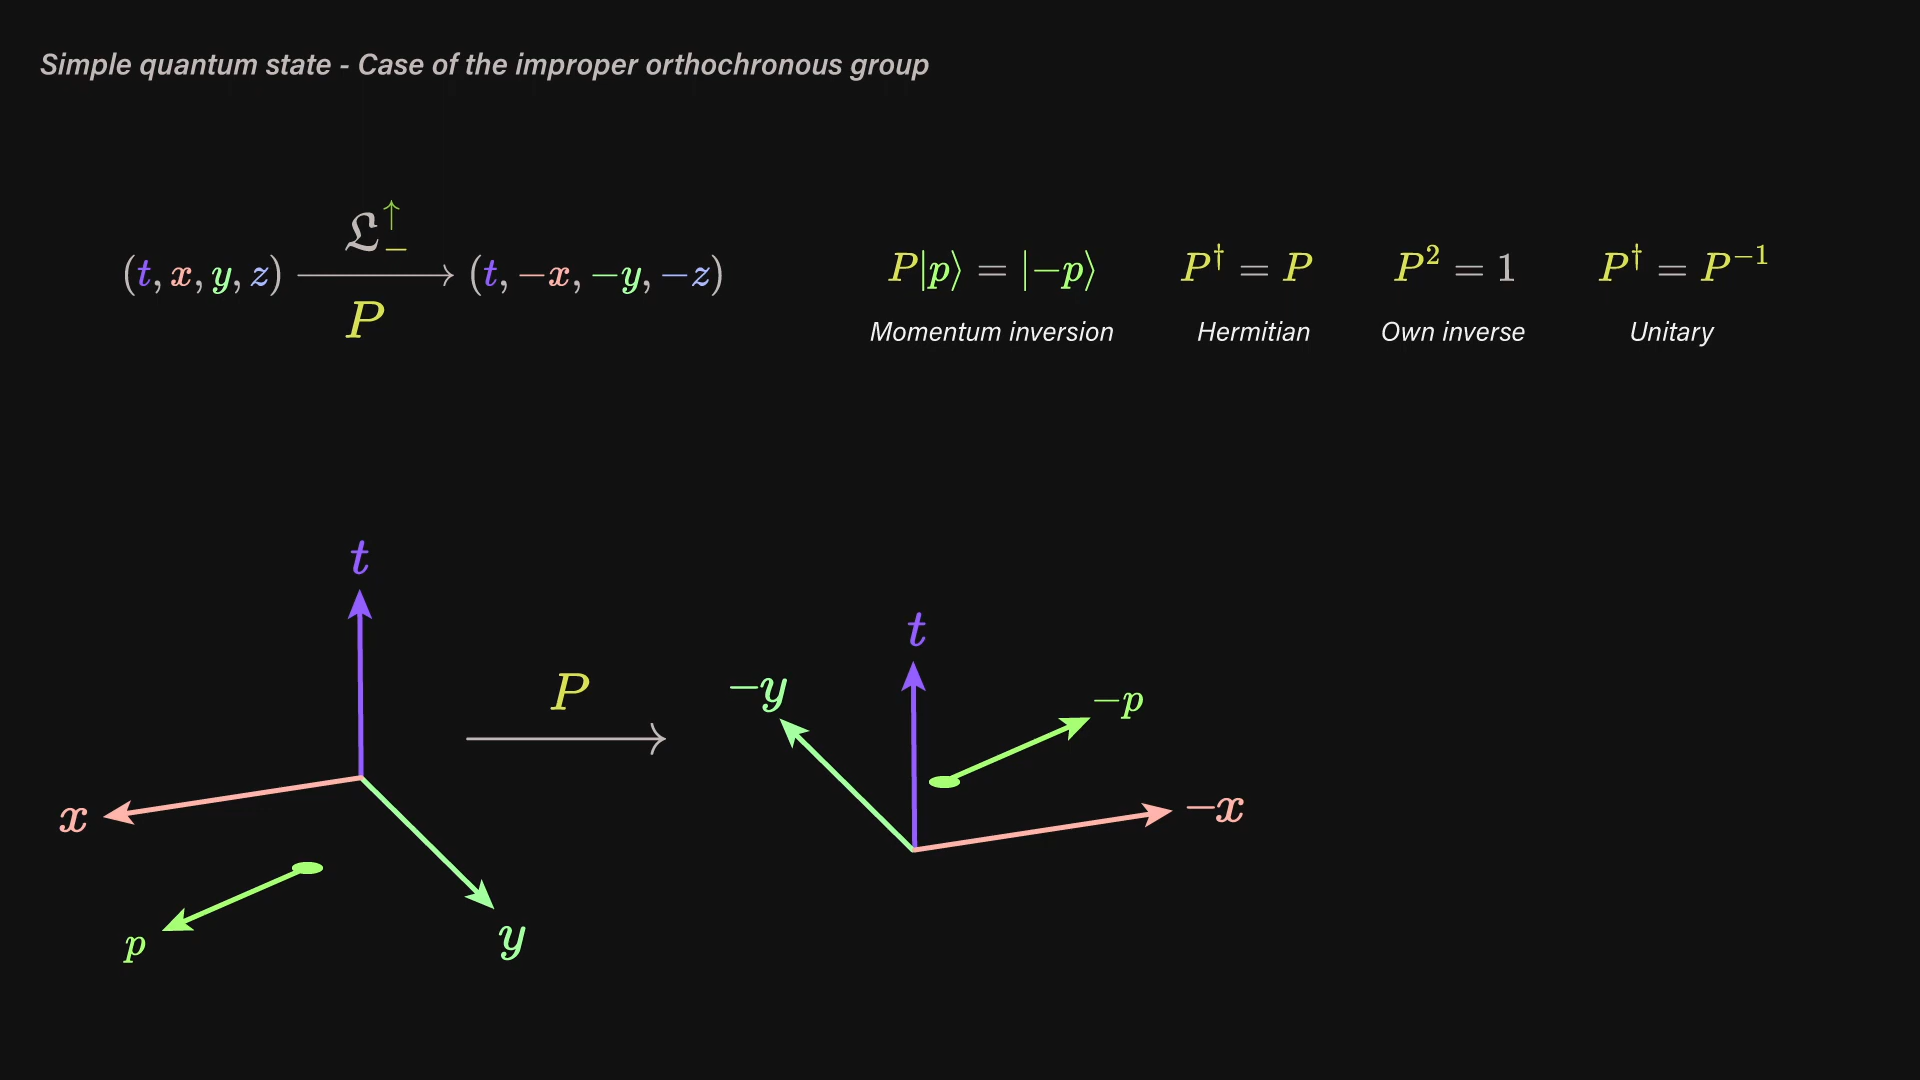 Simple quantum state - Case of the improper orthochronous group
𝔏↑−
(t, x, y, z) ⟶ (t, −x, −y, −z)
P
P|p⟩ = |−p⟩ P† = P P² = 1 P† = P⁻¹
Momentum inversion Hermitian Own inverse Unitary
t
t
P
−y
−p
x
−x
p
y